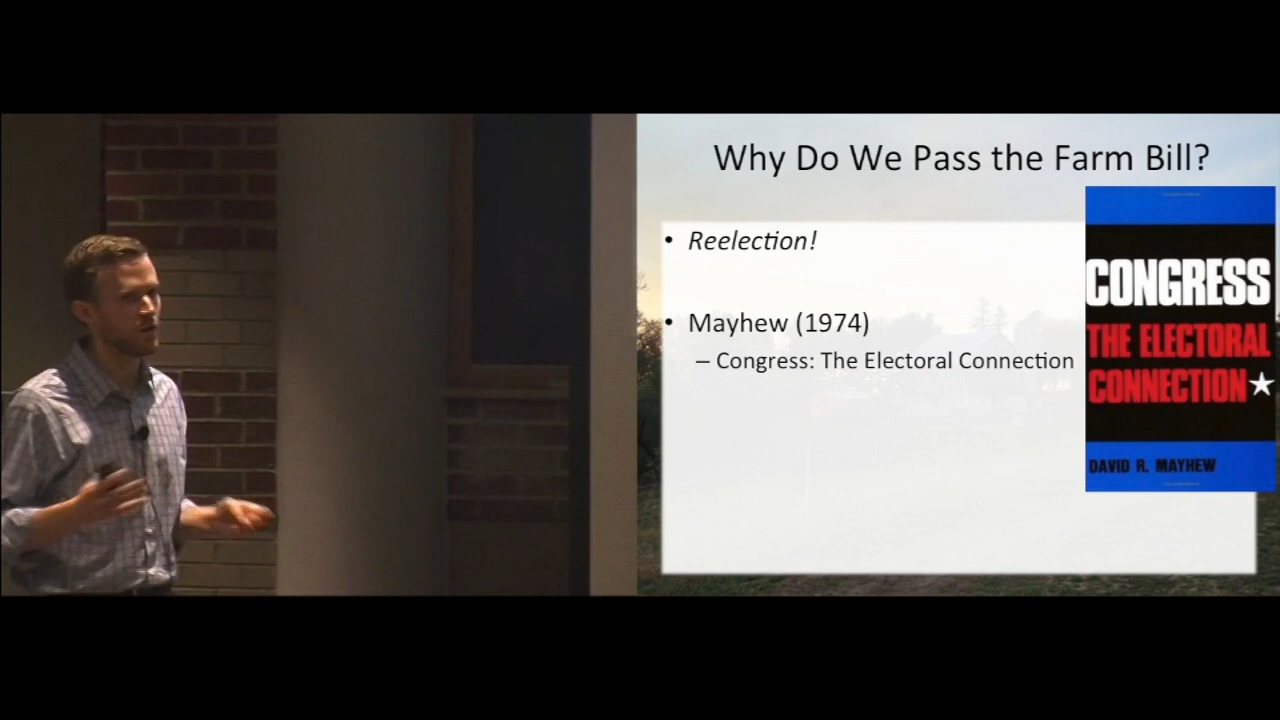 Why Do We Pass the Farm Bill?
• Reelection!
• Mayhew (1974)
– Congress: The Electoral Connection
CONGRESS
THE ELECTORAL
CONNECTION
DAVID R. MAYHEW